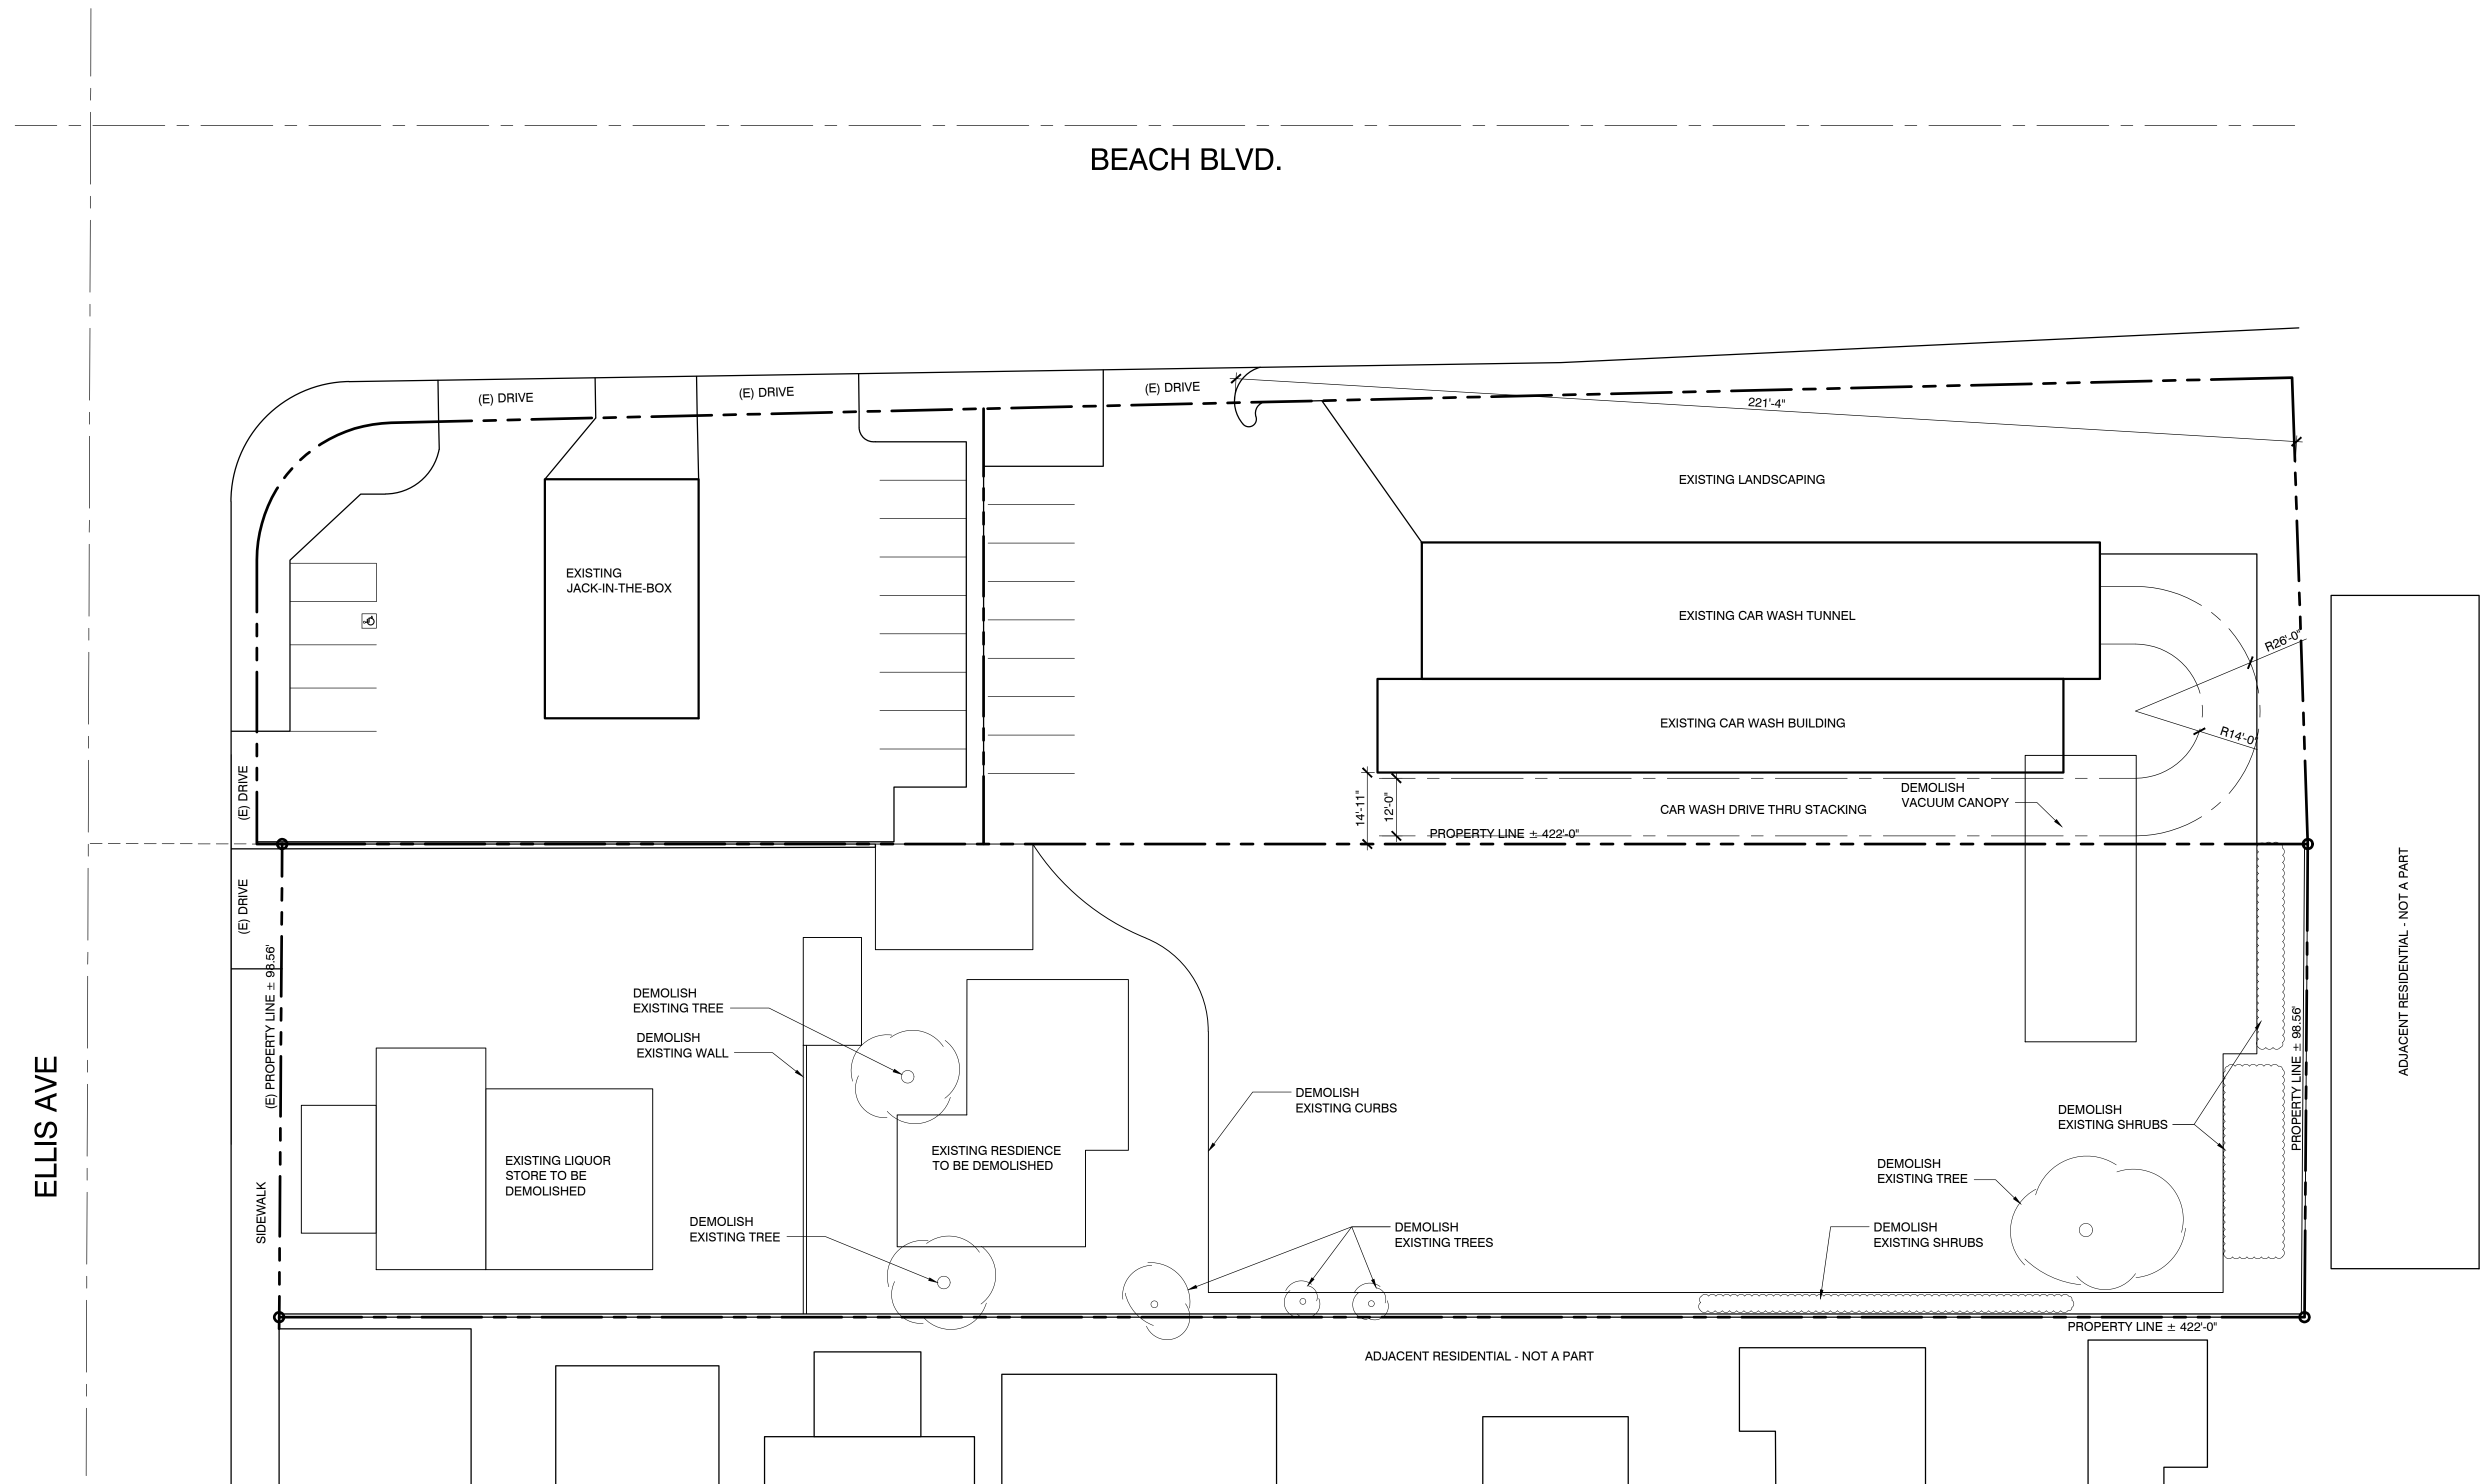 BEACH BLVD.
(E) DRIVE
(E) DRIVE
(E) DRIVE
221'-4"
EXISTING LANDSCAPING
EXISTING
JACK-IN-THE-BOX
EXISTING CAR WASH TUNNEL
R26'-0"
EXISTING CAR WASH BUILDING
R14'-0"
(E) DRIVE
14'-11"
12'-0"
DEMOLISH
VACUUM CANOPY
CAR WASH DRIVE THRU STACKING
PROPERTY LINE ± 422'-0"
(E) DRIVE
ADJACENT RESIDENTIAL - NOT A PART
(E) PROPERTY LINE ± 98.56'
DEMOLISH
EXISTING TREE
DEMOLISH
EXISTING WALL
PROPERTY LINE ± 98.56"
ELLIS AVE
DEMOLISH
EXISTING CURBS
DEMOLISH
EXISTING SHRUBS
EXISTING LIQUOR
STORE TO BE
DEMOLISHED
EXISTING RESDIENCE
TO BE DEMOLISHED
DEMOLISH
EXISTING TREE
SIDEWALK
DEMOLISH
EXISTING TREE
DEMOLISH
EXISTING TREES
DEMOLISH
EXISTING SHRUBS
PROPERTY LINE ± 422'-0"
ADJACENT RESIDENTIAL - NOT A PART